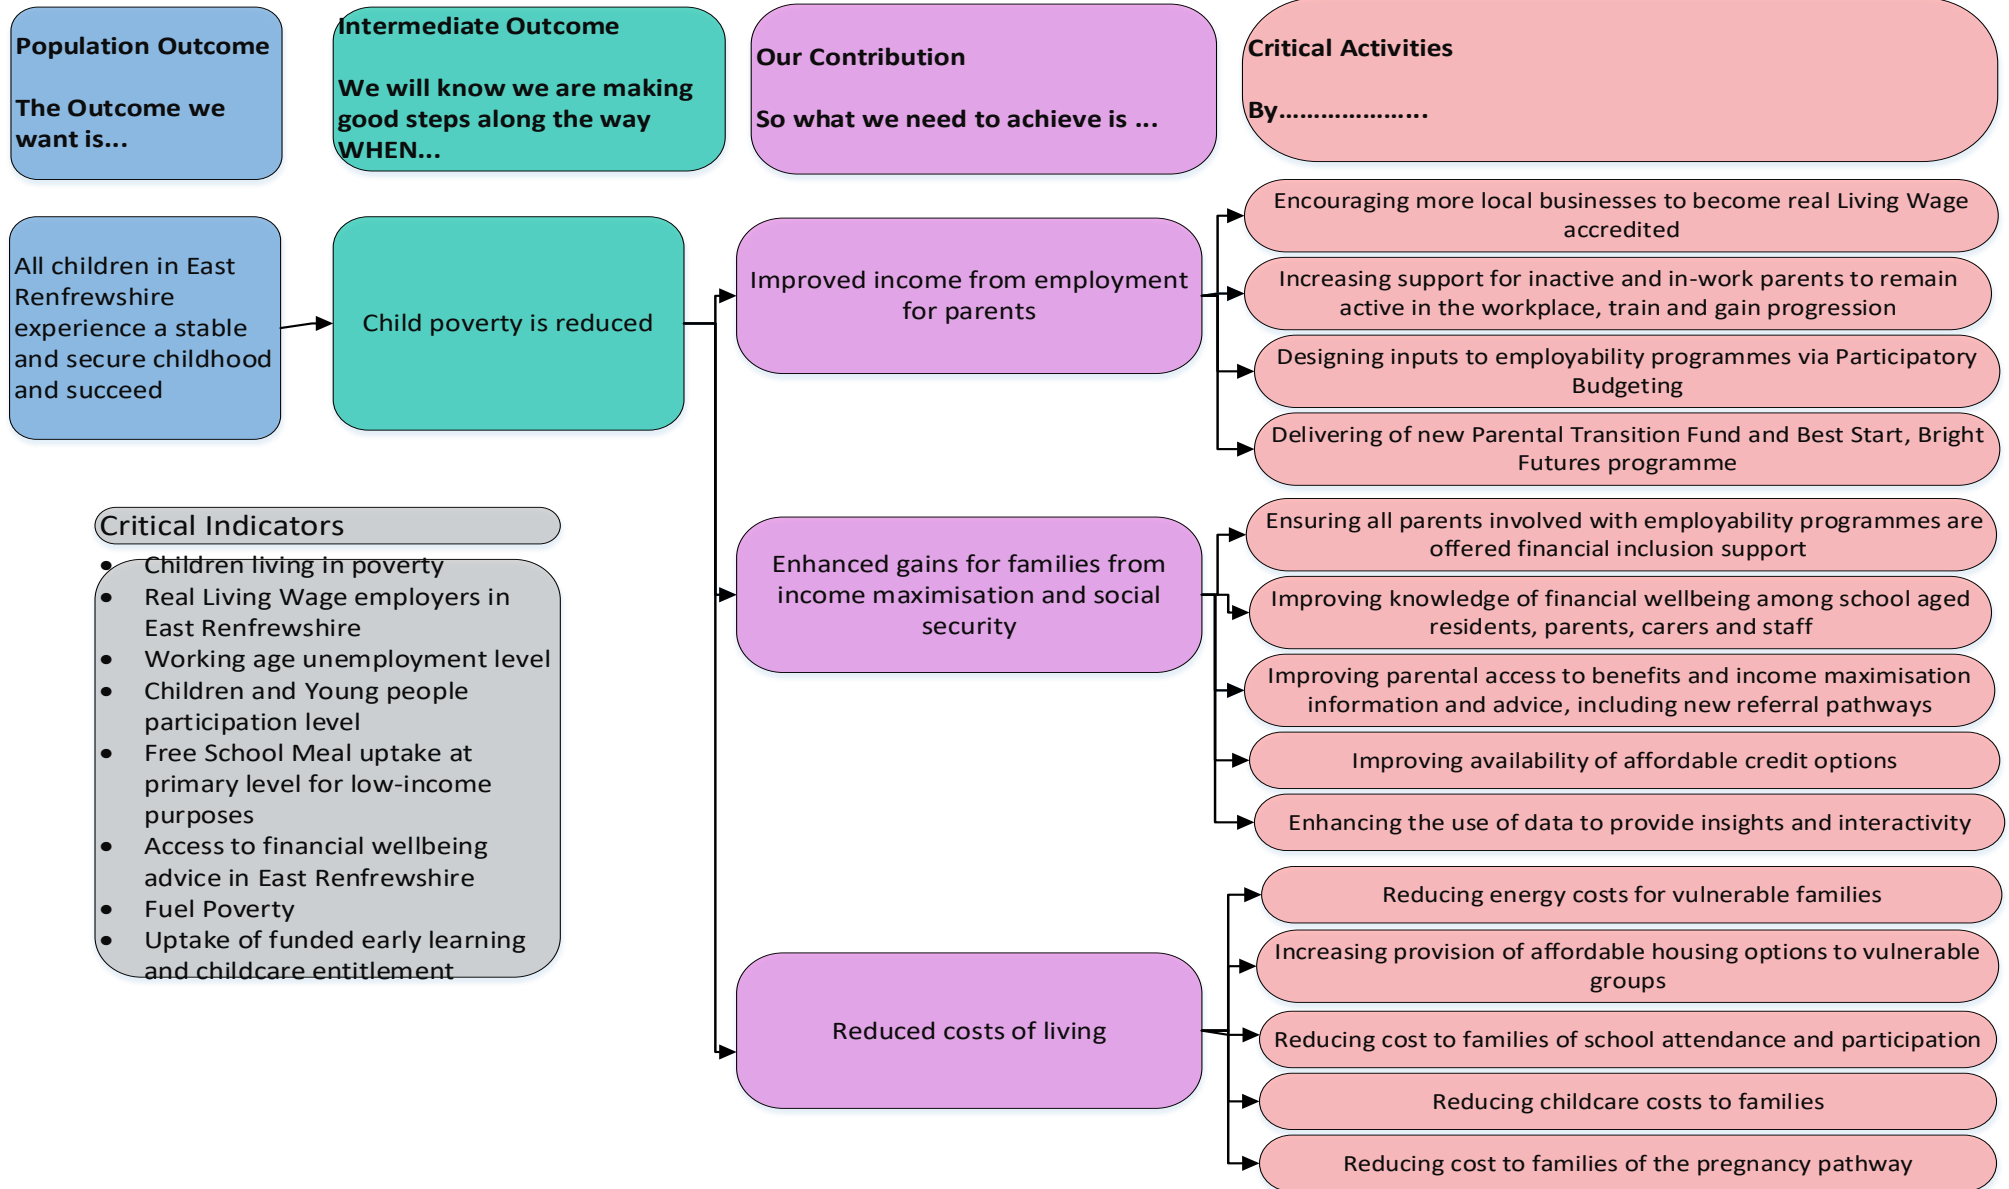 Population Outcome
The Outcome we
want is...
Intermediate Outcome
We will know we are making
good steps along the way
WHEN...
Our Contribution
So what we need to achieve is ...
Critical Activities
By.....................
All children in East
Renfrewshire
experience a stable
and secure childhood
and succeed
Child poverty is reduced
Improved income from employment
for parents
Encouraging more local businesses to become real Living Wage
accredited
Increasing support for inactive and in-work parents to remain
active in the workplace, train and gain progression
Designing inputs to employability programmes via Participatory
Budgeting
Delivering of new Parental Transition Fund and Best Start, Bright
Futures programme
Enhanced gains for families from
income maximisation and social
security
Ensuring all parents involved with employability programmes are
offered financial inclusion support
Improving knowledge of financial wellbeing among school aged
residents, parents, carers and staff
Improving parental access to benefits and income maximisation
information and advice, including new referral pathways
Improving availability of affordable credit options
Enhancing the use of data to provide insights and interactivity
Reduced costs of living
Reducing energy costs for vulnerable families
Increasing provision of affordable housing options to vulnerable
groups
Reducing cost to families of school attendance and participation
Reducing childcare costs to families
Reducing cost to families of the pregnancy pathway
Critical Indicators
• Children living in poverty
• Real Living Wage employers in
East Renfrewshire
• Working age unemployment level
• Children and Young people
participation level
• Free School Meal uptake at
primary level for low-income
purposes
• Access to financial wellbeing
advice in East Renfrewshire
• Fuel Poverty
• Uptake of funded early learning
and childcare entitlement